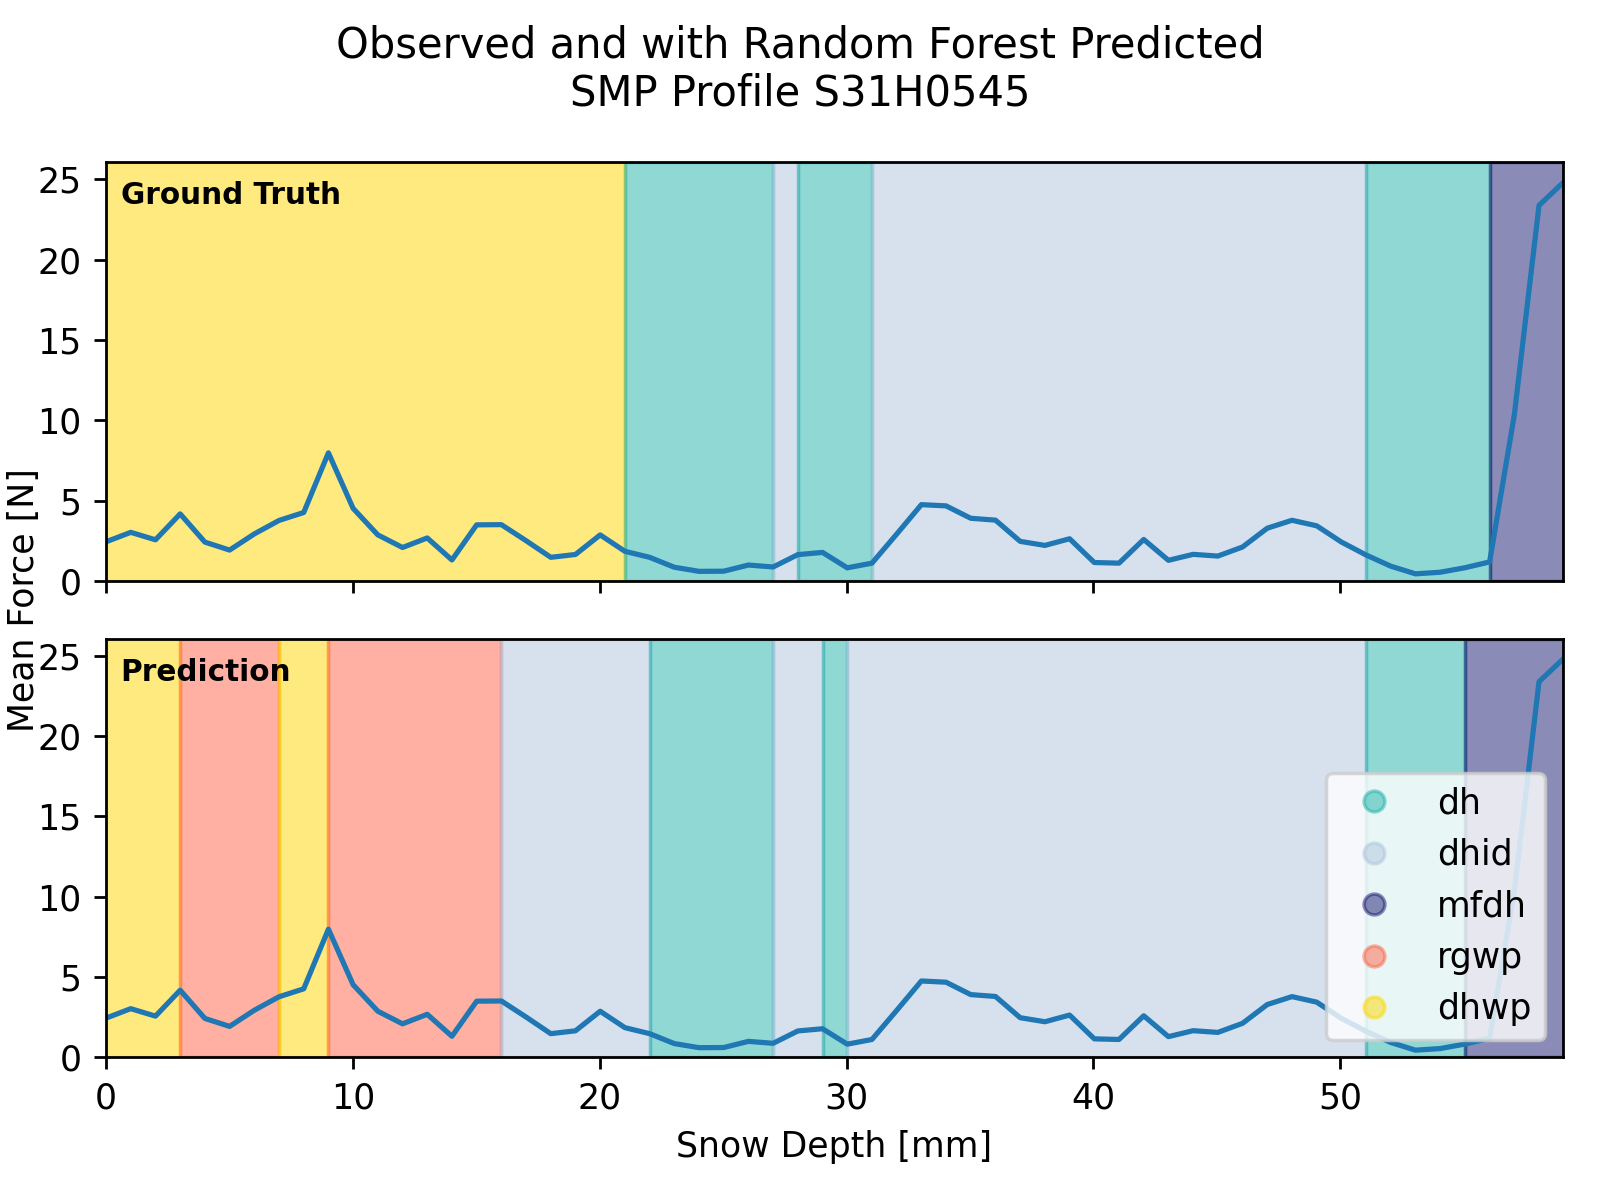 Observed and with Random Forest Predicted
SMP Profile S31H0545
25
20
15
10
5
0
Ground Truth
Mean Force [N]
25
20
15
10
5
0
Prediction
dh
dhid
mfdh
rgwp
dhwp
0 10 20 30 40 50
Snow Depth [mm]